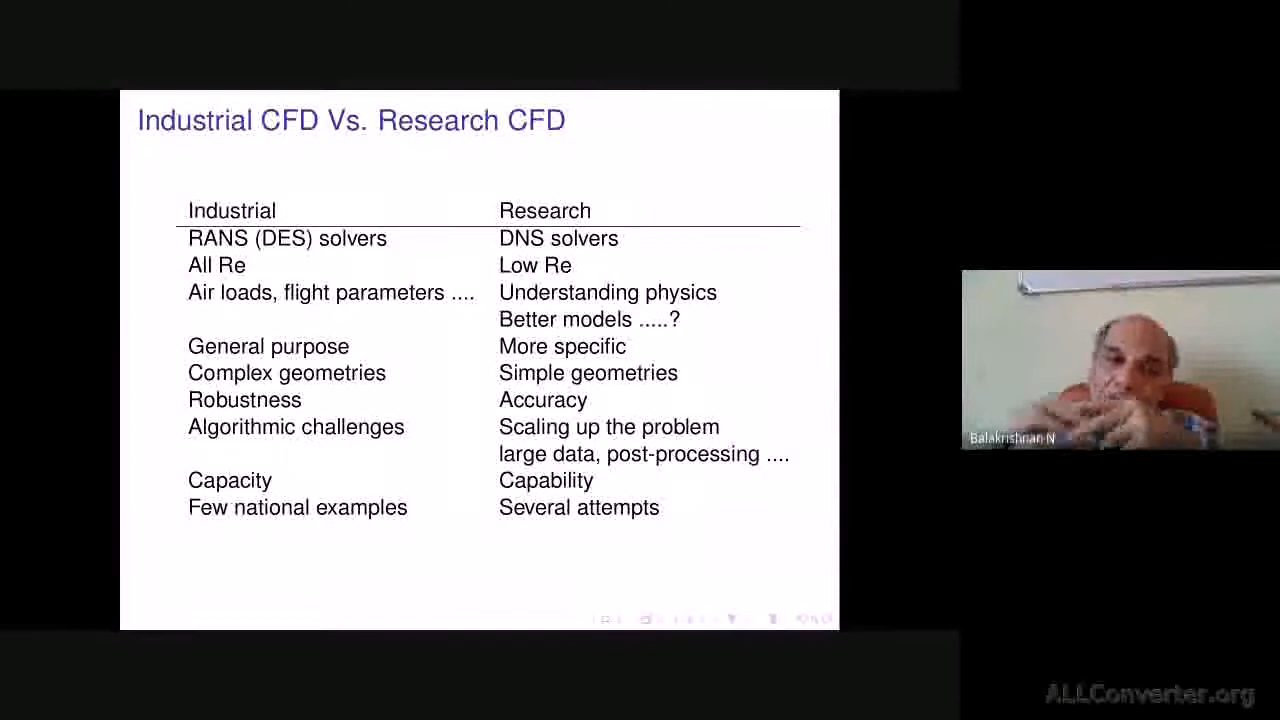 Industrial CFD Vs. Research CFD
Industrial Research
RANS (DES) solvers DNS solvers
All Re Low Re
Air loads, flight parameters .... Understanding physics
Better models .....?
General purpose More specific
Complex geometries Simple geometries
Robustness Accuracy
Algorithmic challenges Scaling up the problem
large data, post-processing ....
Capacity Capability
Few national examples Several attempts
Balakrishnan N
ALLConverter.org